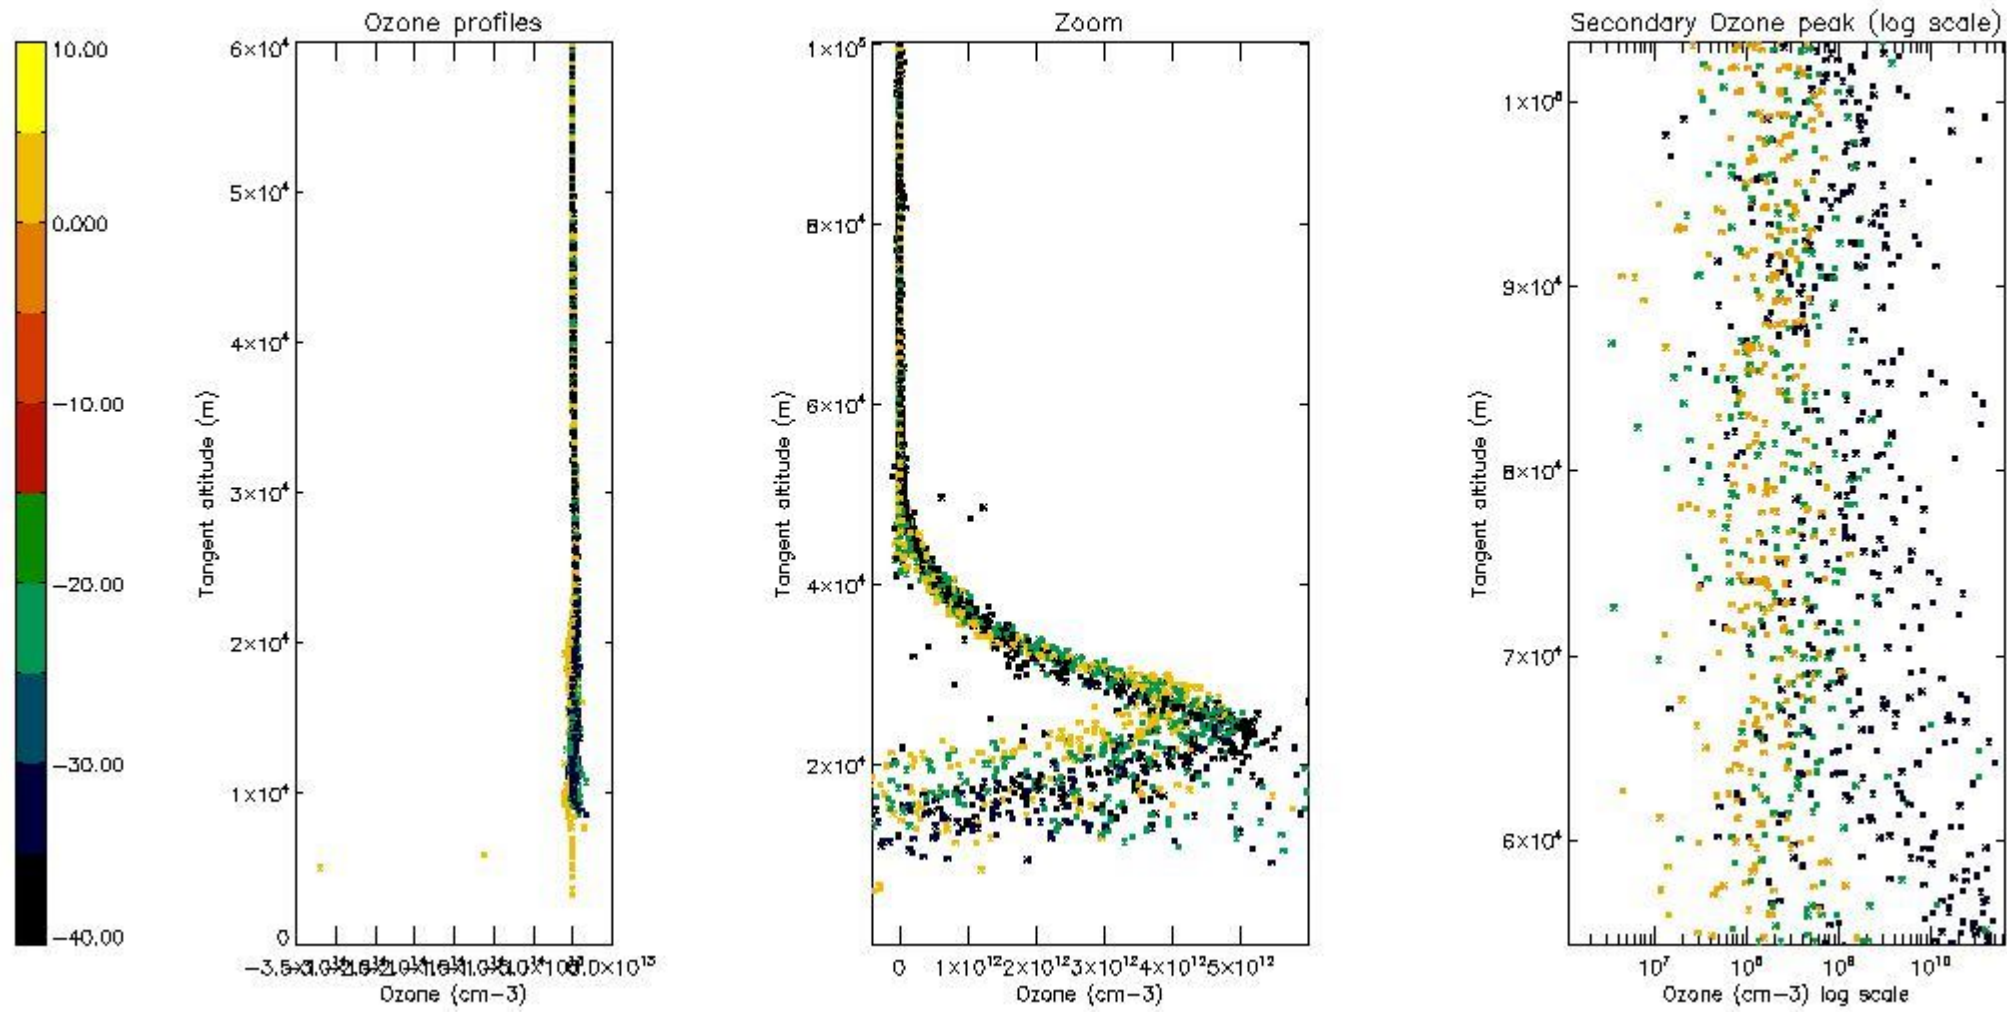 Ozone profiles
Zoom
Secondary Ozone peak (log scale)
10.00
0.000
−10.00
−20.00
−30.00
−40.00
6×10⁴
5×10⁴
4×10⁴
3×10⁴
2×10⁴
1×10⁴
0
Tangent altitude (m)
5.0×10¹³
Ozone (cm−3)
1×10⁵
8×10⁴
6×10⁴
4×10⁴
2×10⁴
Tangent altitude (m)
0 1×10¹² 2×10¹² 3×10¹² 4×10¹² 5×10¹²
Ozone (cm−3)
1×10⁵
9×10⁴
8×10⁴
7×10⁴
6×10⁴
Tangent altitude (m)
10⁷ 10⁸ 10⁹ 10¹⁰
Ozone (cm−3) log scale